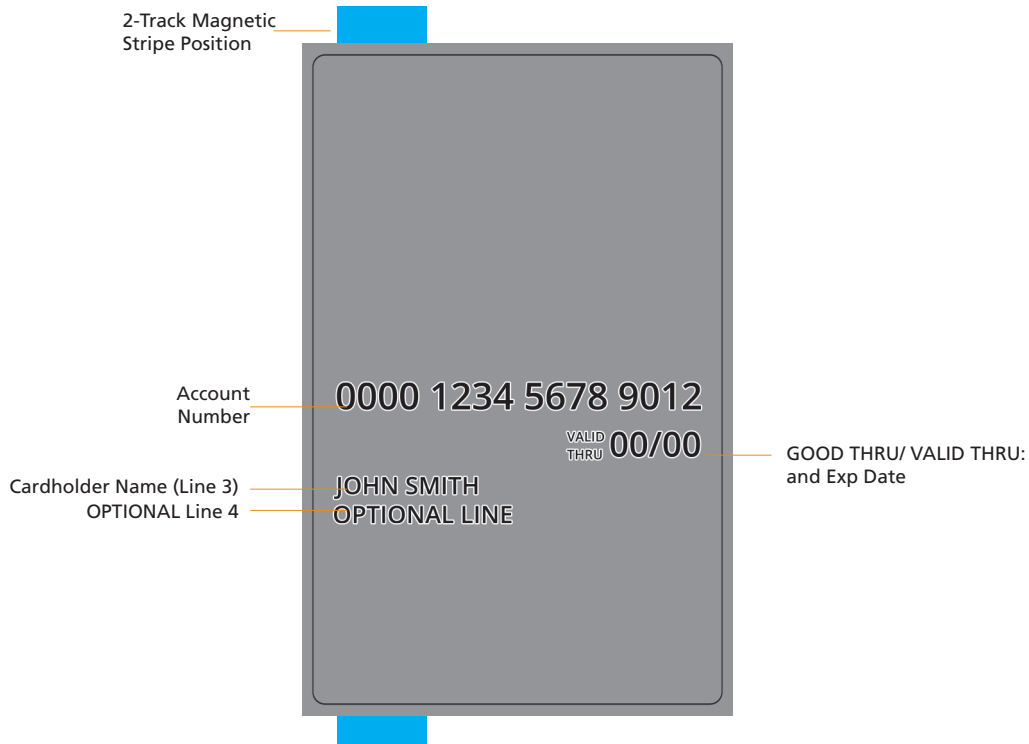 2-Track Magnetic
Stripe Position
Account
Number
0000 1234 5678 9012
VALID
THRU 00/00
GOOD THRU/ VALID THRU:
and Exp Date
Cardholder Name (Line 3)
JOHN SMITH
OPTIONAL Line 4
OPTIONAL LINE